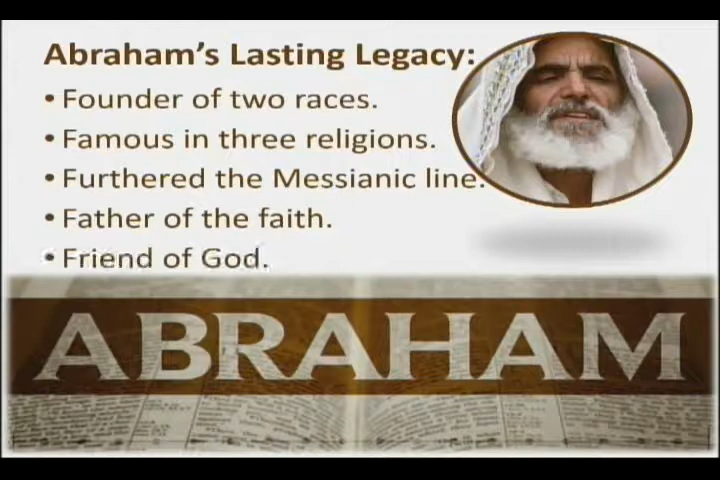 Abraham’s Lasting Legacy:
• Founder of two races.
• Famous in three religions.
• Furthered the Messianic line.
• Father of the faith.
• Friend of God.
ABRAHAM